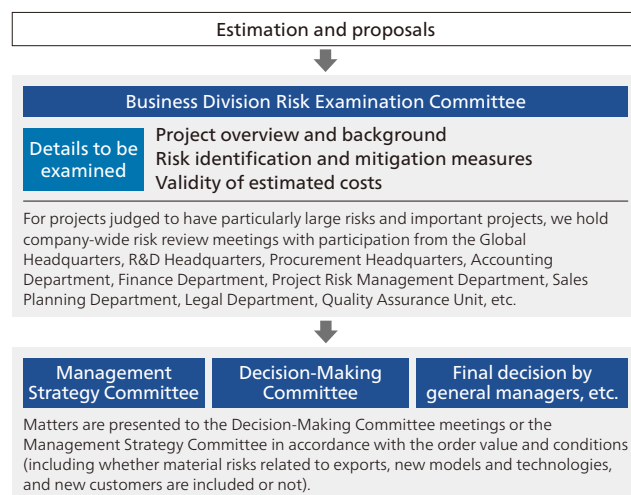 Estimation and proposals
Business Division Risk Examination Committee
Details to be
examined
Project overview and background
Risk identification and mitigation measures
Validity of estimated costs
For projects judged to have particularly large risks and important projects, we hold
company-wide risk review meetings with participation from the Global
Headquarters, R&D Headquarters, Procurement Headquarters, Accounting
Department, Finance Department, Project Risk Management Department, Sales
Planning Department, Legal Department, Quality Assurance Unit, etc.
Management
Strategy Committee
Decision-Making
Committee
Final decision by
general managers, etc.
Matters are presented to the Decision-Making Committee meetings or the
Management Strategy Committee in accordance with the order value and conditions
(including whether material risks related to exports, new models and technologies,
and new customers are included or not).